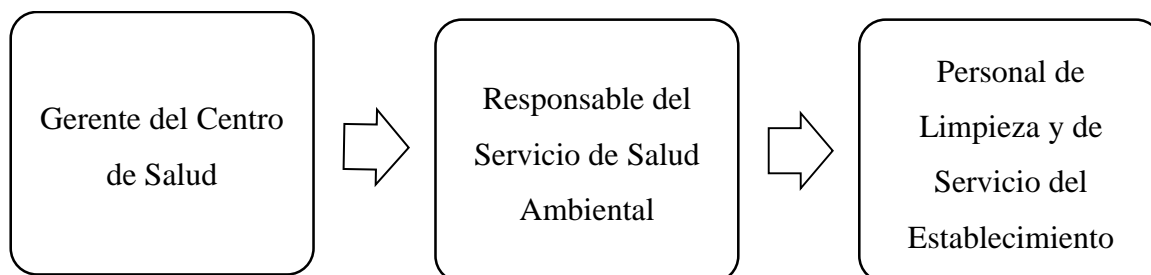 Gerente del Centro
de Salud
Responsable del
Servicio de Salud
Ambiental
Personal de
Limpieza y de
Servicio del
Establecimiento